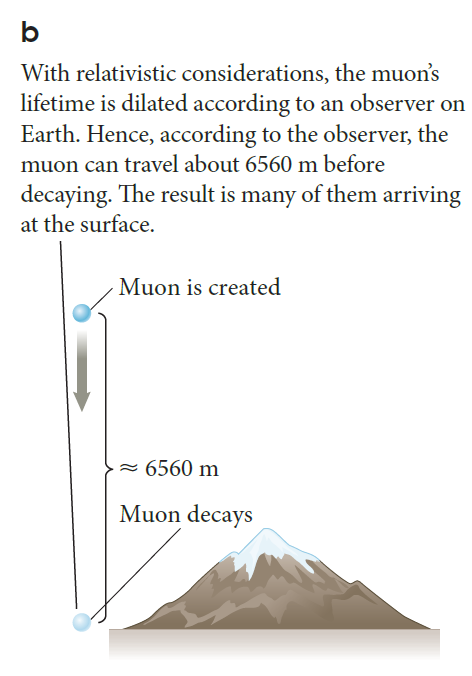 b
With relativistic considerations, the muon’s
lifetime is dilated according to an observer on
Earth. Hence, according to the observer, the
muon can travel about 6560 m before
decaying. The result is many of them arriving
at the surface.
Muon is created
≈ 6560 m
Muon decays